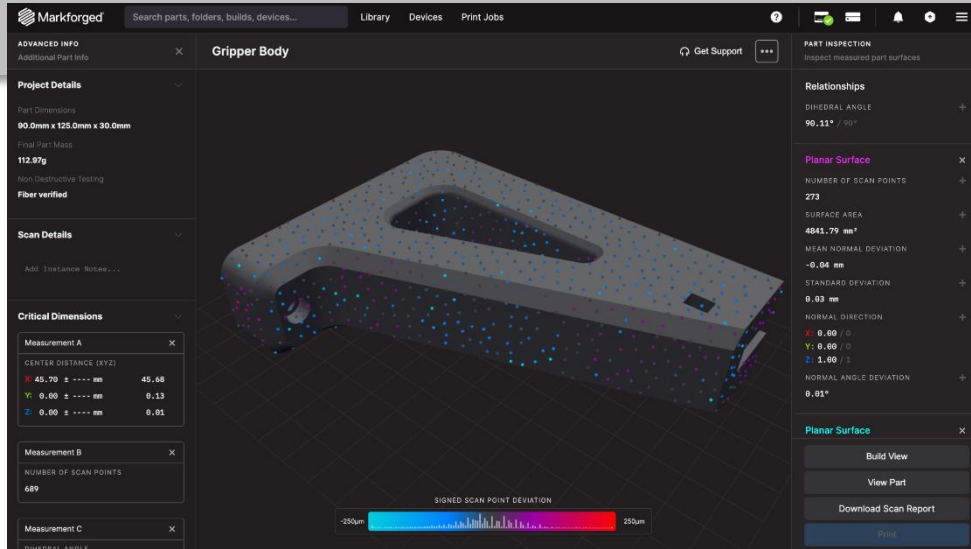 Markforged
Search parts, folders, builds, devices...
Library
Devices
Print Jobs
ADVANCED INFO
Additional Part Info
Project Details
Part Dimensions
90.0mm x 125.0mm x 30.0mm
Final Part Mass
112.97g
Non Destructive Testing
Fiber verified
Scan Details
Add Instance Notes...
Critical Dimensions
Measurement A
CENTER DISTANCE (XYZ)
X: 45.70 ± ---- mm 45.68
Y: 0.00 ± ---- mm 0.13
Z: 0.00 ± ---- mm 0.01
Measurement B
NUMBER OF SCAN POINTS
689
Measurement C
DIHEDRAL ANGLE
Gripper Body
Get Support
SIGNED SCAN POINT DEVIATION
-250µm
250µm
PART INSPECTION
Inspect measured part surfaces
Relationships
DIHEDRAL ANGLE
90.11° / 90°
Planar Surface
NUMBER OF SCAN POINTS
273
SURFACE AREA
4841.79 mm²
MEAN NORMAL DEVIATION
-0.04 mm
STANDARD DEVIATION
0.03 mm
NORMAL DIRECTION
X: 0.00 / 0
Y: 0.00 / 0
Z: 1.00 / 1
NORMAL ANGLE DEVIATION
0.01°
Planar Surface
Build View
View Part
Download Scan Report
Print